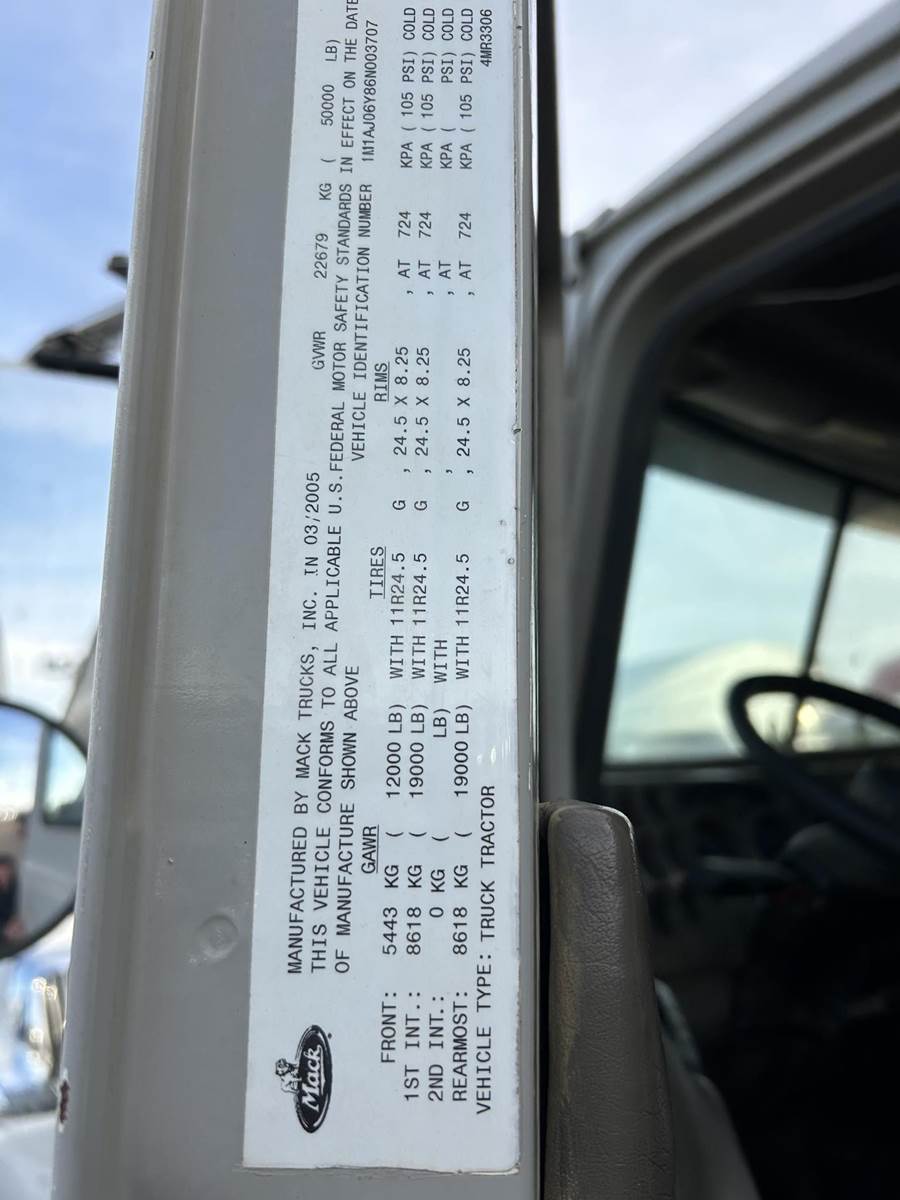 MANUFACTURED BY MACK TRUCKS, INC. IN 03/2005 GVWR 22679 KG ( 50000 LB)
THIS VEHICLE CONFORMS TO ALL APPLICABLE U.S.FEDERAL MOTOR SAFETY STANDARDS IN EFFECT ON THE DATE
OF MANUFACTURE SHOWN ABOVE VEHICLE IDENTIFICATION NUMBER 1M1AJ06Y86N003707
GAWR TIRES RIMS
FRONT: 5443 KG ( 12000 LB) WITH 11R24.5 G , 24.5 X 8.25 , AT 724 KPA ( 105 PSI) COLD
1ST INT.: 8618 KG ( 19000 LB) WITH 11R24.5 G , 24.5 X 8.25 , AT 724 KPA ( 105 PSI) COLD
2ND INT.: 0 KG ( LB) WITH , , AT KPA ( PSI) COLD
REARMOST: 8618 KG ( 19000 LB) WITH 11R24.5 G , 24.5 X 8.25 , AT 724 KPA ( 105 PSI) COLD
VEHICLE TYPE: TRUCK TRACTOR 4MR3306
Mack